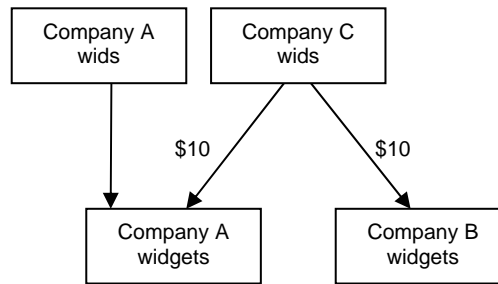 Company A
wids
Company C
wids
$10
$10
Company A
widgets
Company B
widgets